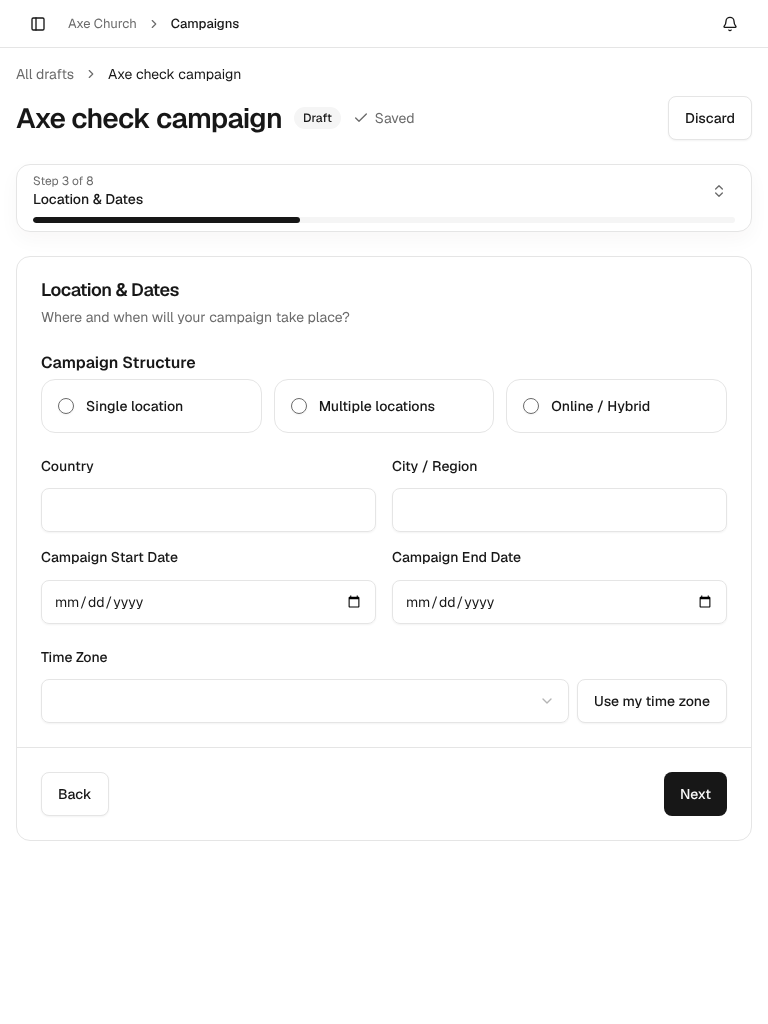 Axe Church
Campaigns
All drafts
Axe check campaign
Axe check campaign
Draft
Saved
Discard
Step 3 of 8
Location & Dates
Location & Dates
Where and when will your campaign take place?
Campaign Structure
Single location
Multiple locations
Online / Hybrid
Country
City / Region
Campaign Start Date
Campaign End Date
mm/dd/yyyy
mm/dd/yyyy
Time Zone
Use my time zone
Back
Next